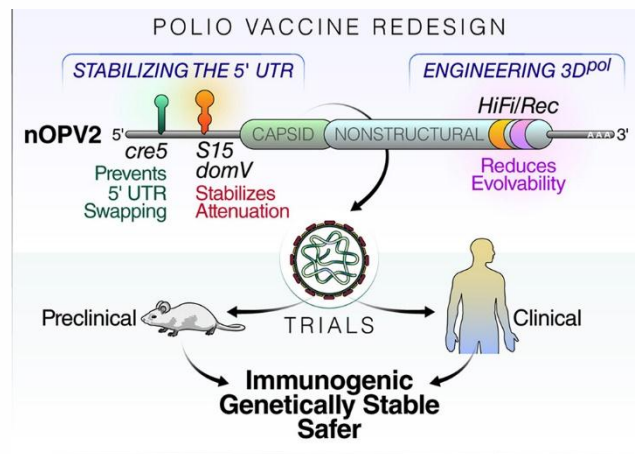 POLIO VACCINE REDESIGN
STABILIZING THE 5' UTR
ENGINEERING 3Dpol
HiFi/Rec
nOPV2 5' CAPSID NONSTRUCTURAL AAA 3'
cre5
Prevents
5' UTR
Swapping
S15
domV
Stabilizes
Attenuation
Reduces
Evolvability
Preclinical
TRIALS
Clinical
Immunogenic
Genetically Stable
Safer